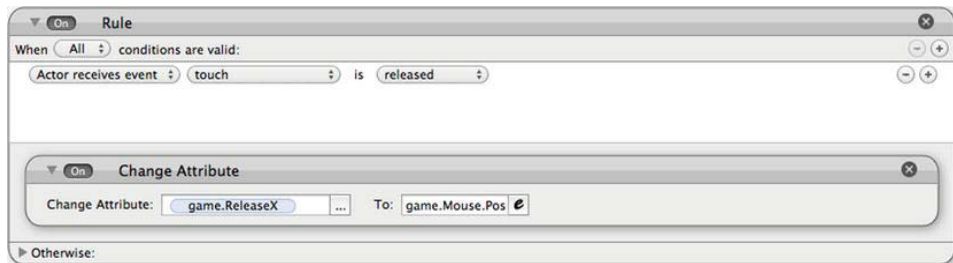 On Rule
When All conditions are valid:
Actor receives event touch is released
On Change Attribute
Change Attribute: game.ReleaseX ... To: game.Mouse.Pos e
Otherwise: